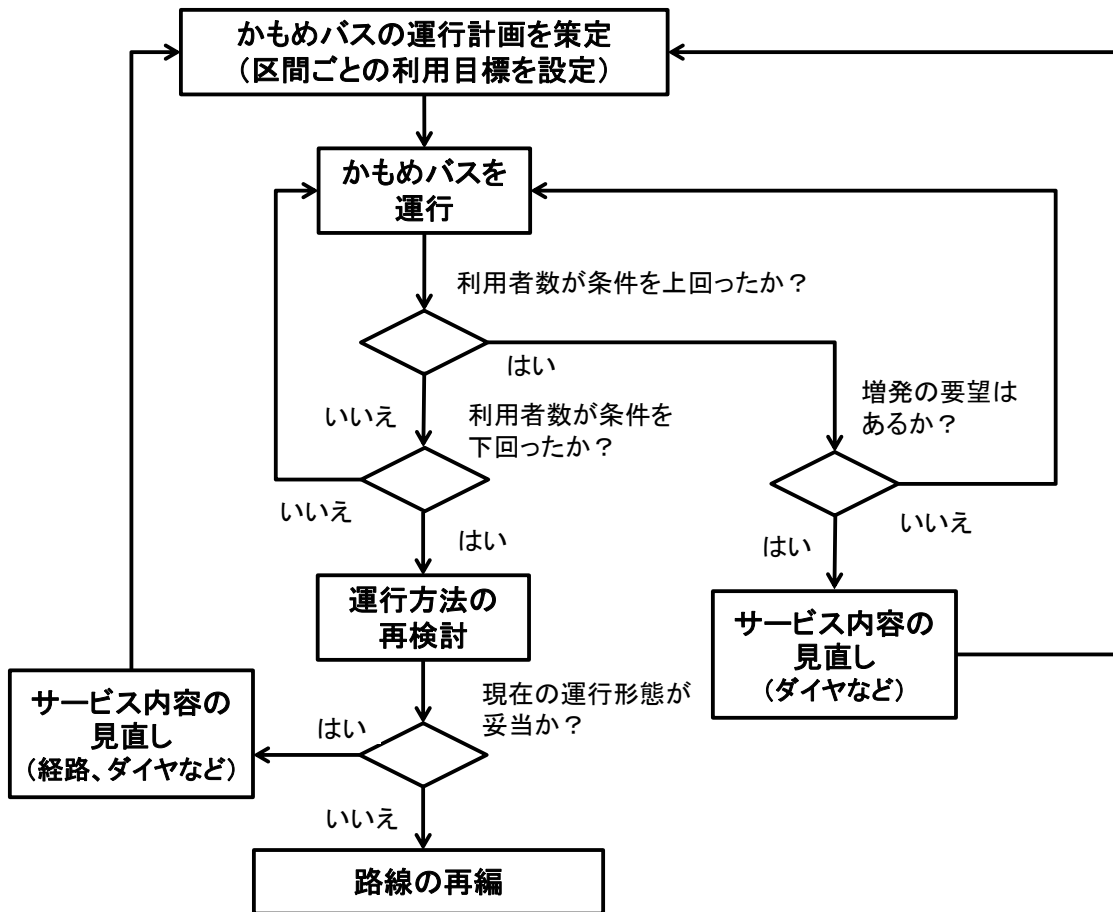 かもめバスの運行計画を策定
（区間ごとの利用目標を設定）
かもめバスを
運行
利用者数が条件を上回ったか？
はい
いいえ
利用者数が条件を
下回ったか？
増発の要望は
あるか？
いいえ
はい
はい
いいえ
運行方法の
再検討
サービス内容の
見直し
（ダイヤなど）
現在の運行形態が
妥当か？
はい
サービス内容の
見直し
（経路、ダイヤなど）
いいえ
路線の再編